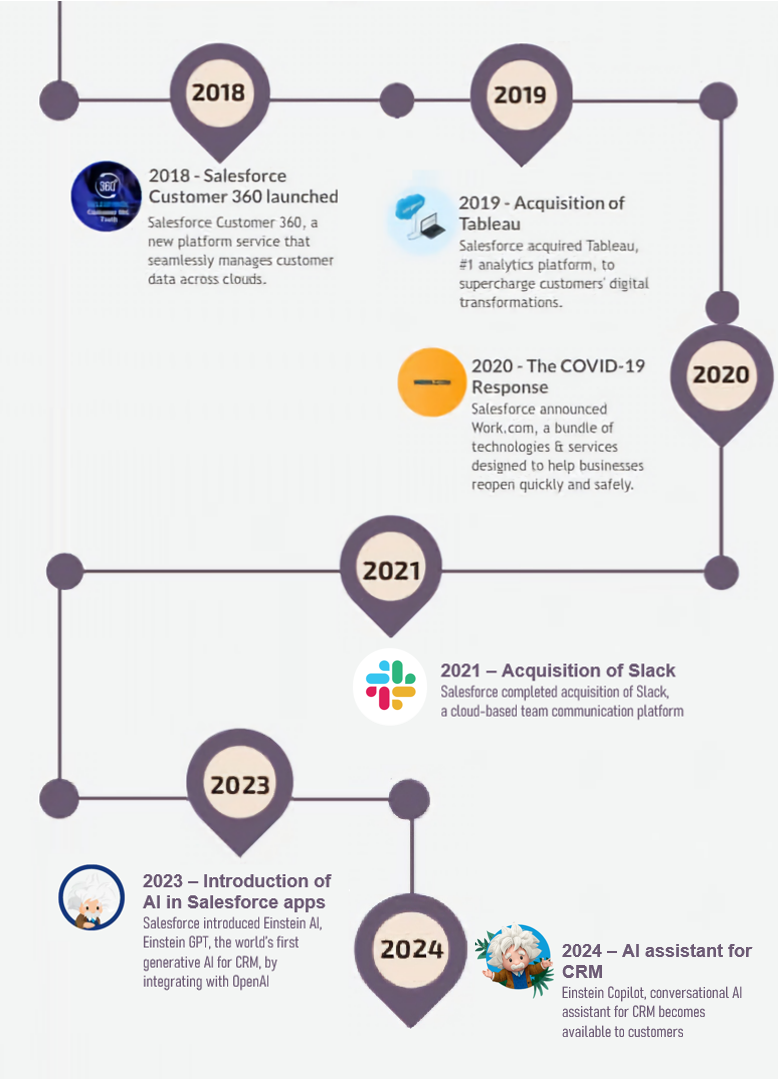 2018
2019
360°
2018 - Salesforce
Customer 360 launched
Salesforce Customer 360, a
new platform service that
seamlessly manages customer
data across clouds.
2019 - Acquisition of
Tableau
Salesforce acquired Tableau,
#1 analytics platform, to
supercharge customers' digital
transformations.
2020
2020 - The COVID-19
Response
Salesforce announced
Work.com, a bundle of
technologies & services
designed to help businesses
reopen quickly and safely.
2021
2021 – Acquisition of Slack
Salesforce completed acquisition of Slack,
a cloud-based team communication platform
2023
2023 – Introduction of
AI in Salesforce apps
Salesforce introduced Einstein AI,
Einstein GPT, the world's first
generative AI for CRM, by
integrating with OpenAI
2024
2024 – AI assistant for
CRM
Einstein Copilot, conversational AI
assistant for CRM becomes
available to customers